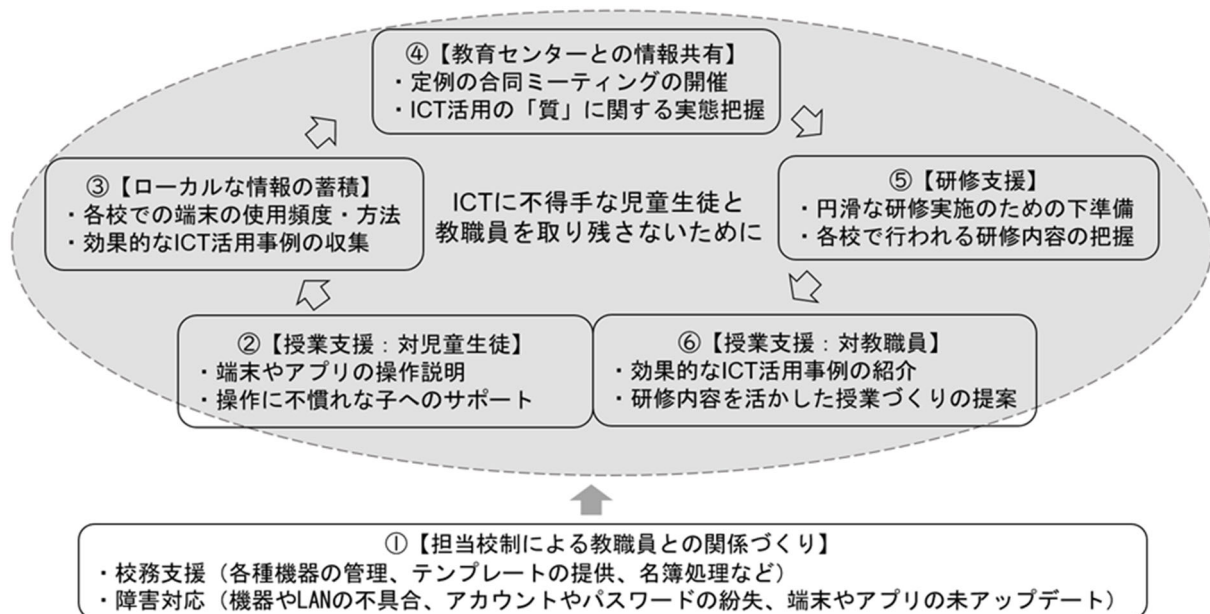 ④【教育センターとの情報共有】
・定例の合同ミーティングの開催
・ICT活用の「質」に関する実態把握
③【ローカルな情報の蓄積】
・各校での端末の使用頻度・方法
・効果的なICT活用事例の収集
ICTに不得手な児童生徒と
教職員を取り残さないために
⑤【研修支援】
・円滑な研修実施のための下準備
・各校で行われる研修内容の把握
②【授業支援：対児童生徒】
・端末やアプリの操作説明
・操作に不慣れな子へのサポート
⑥【授業支援：対教職員】
・効果的なICT活用事例の紹介
・研修内容を活かした授業づくりの提案
①【担当校制による教職員との関係づくり】
・校務支援（各種機器の管理、テンプレートの提供、名簿処理など）
・障害対応（機器やLANの不具合、アカウントやパスワードの紛失、端末やアプリの未アップデート）